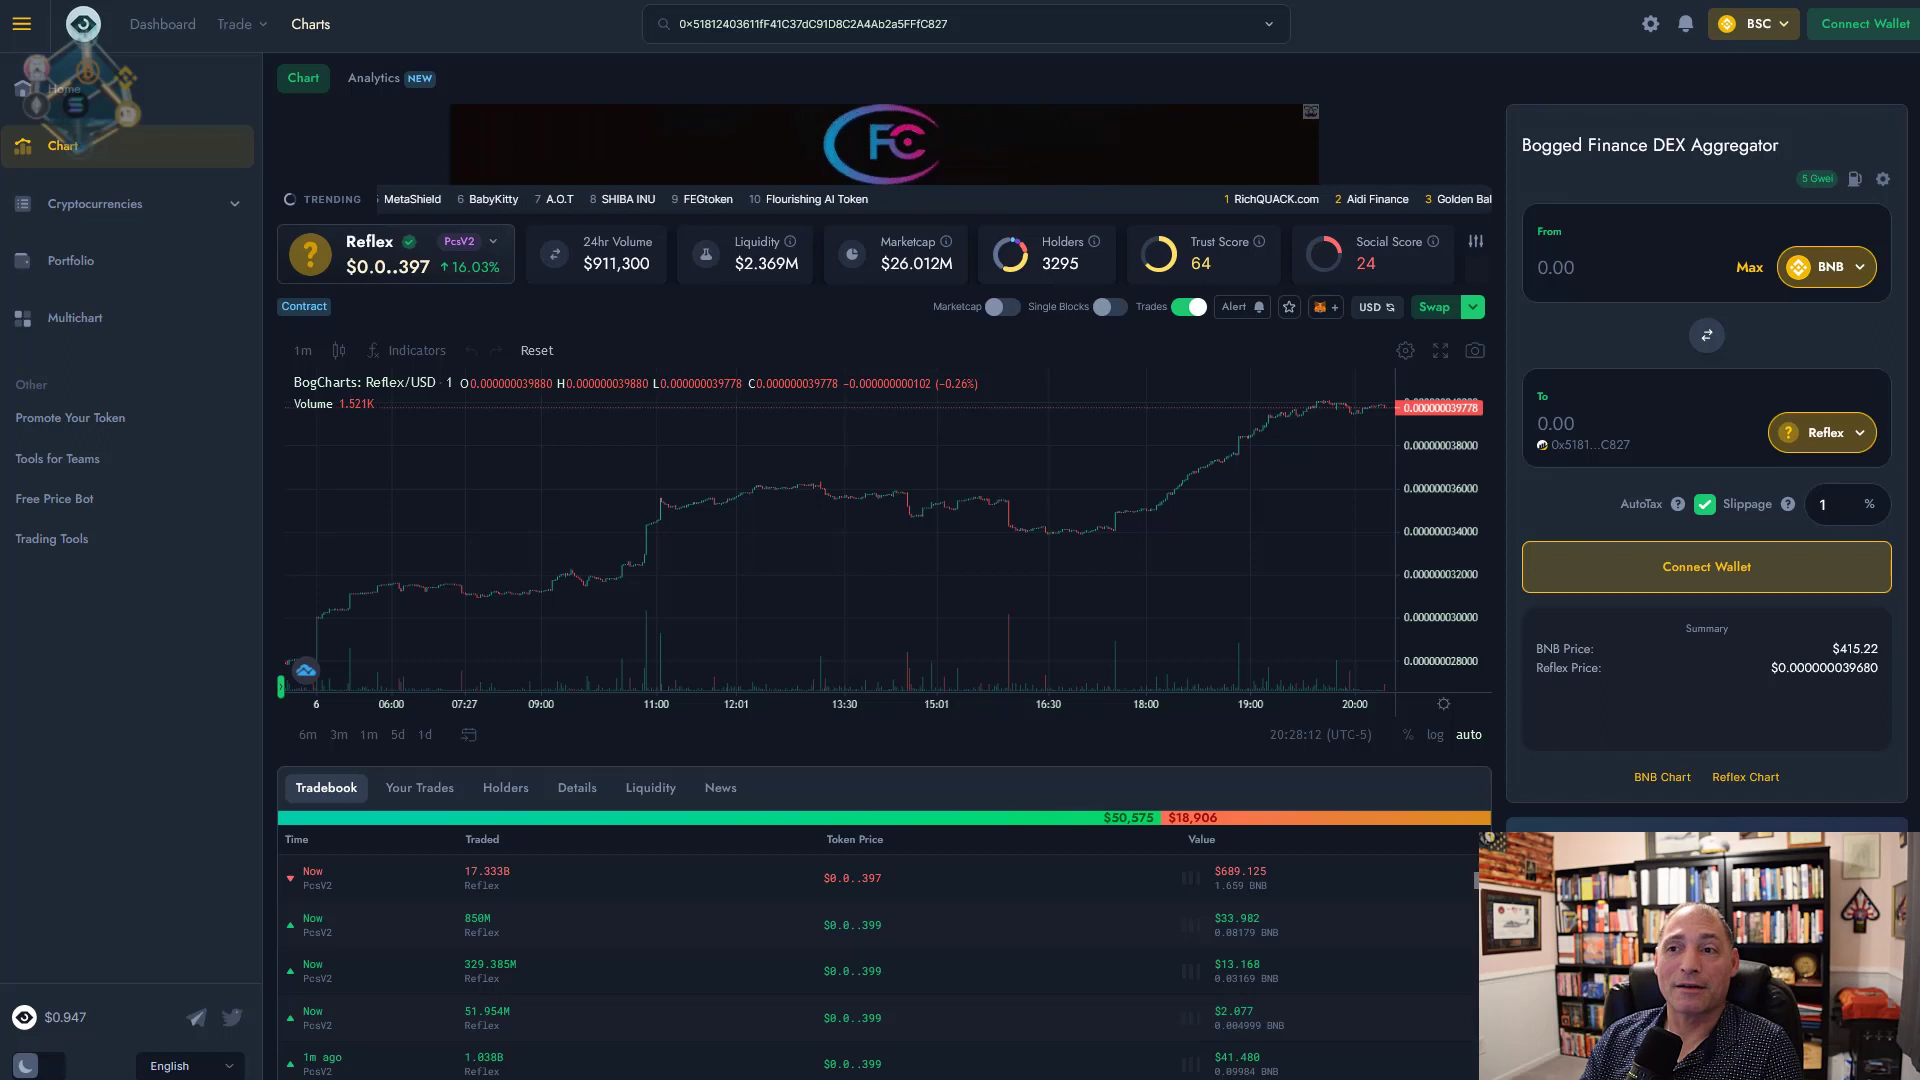 Dashboard
Trade
Charts
0×51812403611fF41C37dC91D8C2A4Ab2a5FFfC827
BSC
Connect Wallet
Home
Chart
Cryptocurrencies
Portfolio
Multichart
Other
Promote Your Token
Tools for Teams
Free Price Bot
Trading Tools
$0.947
English
Chart
Analytics NEW
FC
TRENDING
MetaShield 6 BabyKitty 7 A.O.T 8 SHIBA INU 9 FEGtoken 10 Flourishing AI Token 1 RichQUACK.com 2 Aidi Finance 3 Golden Bal
Reflex PcsV2
$0.0..397 16.03%
24hr Volume
$911,300
Liquidity
$2.369M
Marketcap
$26.012M
Holders
3295
Trust Score
64
Social Score
24
Contract
Marketcap Single Blocks Trades Alert + USD Swap
1m Indicators Reset
BogCharts: Reflex/USD · 1 O0.000000039880 H0.000000039880 L0.000000039778 C0.000000039778 −0.000000000102 (−0.26%)
Volume 1.521K
0.000000039778
0.000000038000
0.000000036000
0.000000034000
0.000000032000
0.000000030000
0.000000028000
6 06:00 07:27 09:00 11:00 12:01 13:30 15:01 16:30 18:00 19:00 20:00
6m 3m 1m 5d 1d 20:28:12 (UTC-5) % log auto
Tradebook Your Trades Holders Details Liquidity News
$50,575 $18,906
Time Traded Token Price Value
Now 17.333B $0.0..397 $689.125
PcsV2 Reflex 1.659 BNB
Now 850M $0.0..399 $33.982
PcsV2 Reflex 0.08179 BNB
Now 329.385M $0.0..399 $13.168
PcsV2 Reflex 0.03169 BNB
Now 51.954M $0.0..399 $2.077
PcsV2 Reflex 0.004999 BNB
1m ago 1.038B $0.0..399 $41.480
PcsV2 Reflex 0.09984 BNB
Bogged Finance DEX Aggregator
5 Gwei
From
0.00 Max BNB
To
0.00 Reflex
0x5181...C827
AutoTax Slippage 1 %
Connect Wallet
Summary
BNB Price: $415.22
Reflex Price: $0.000000039680
BNB Chart Reflex Chart